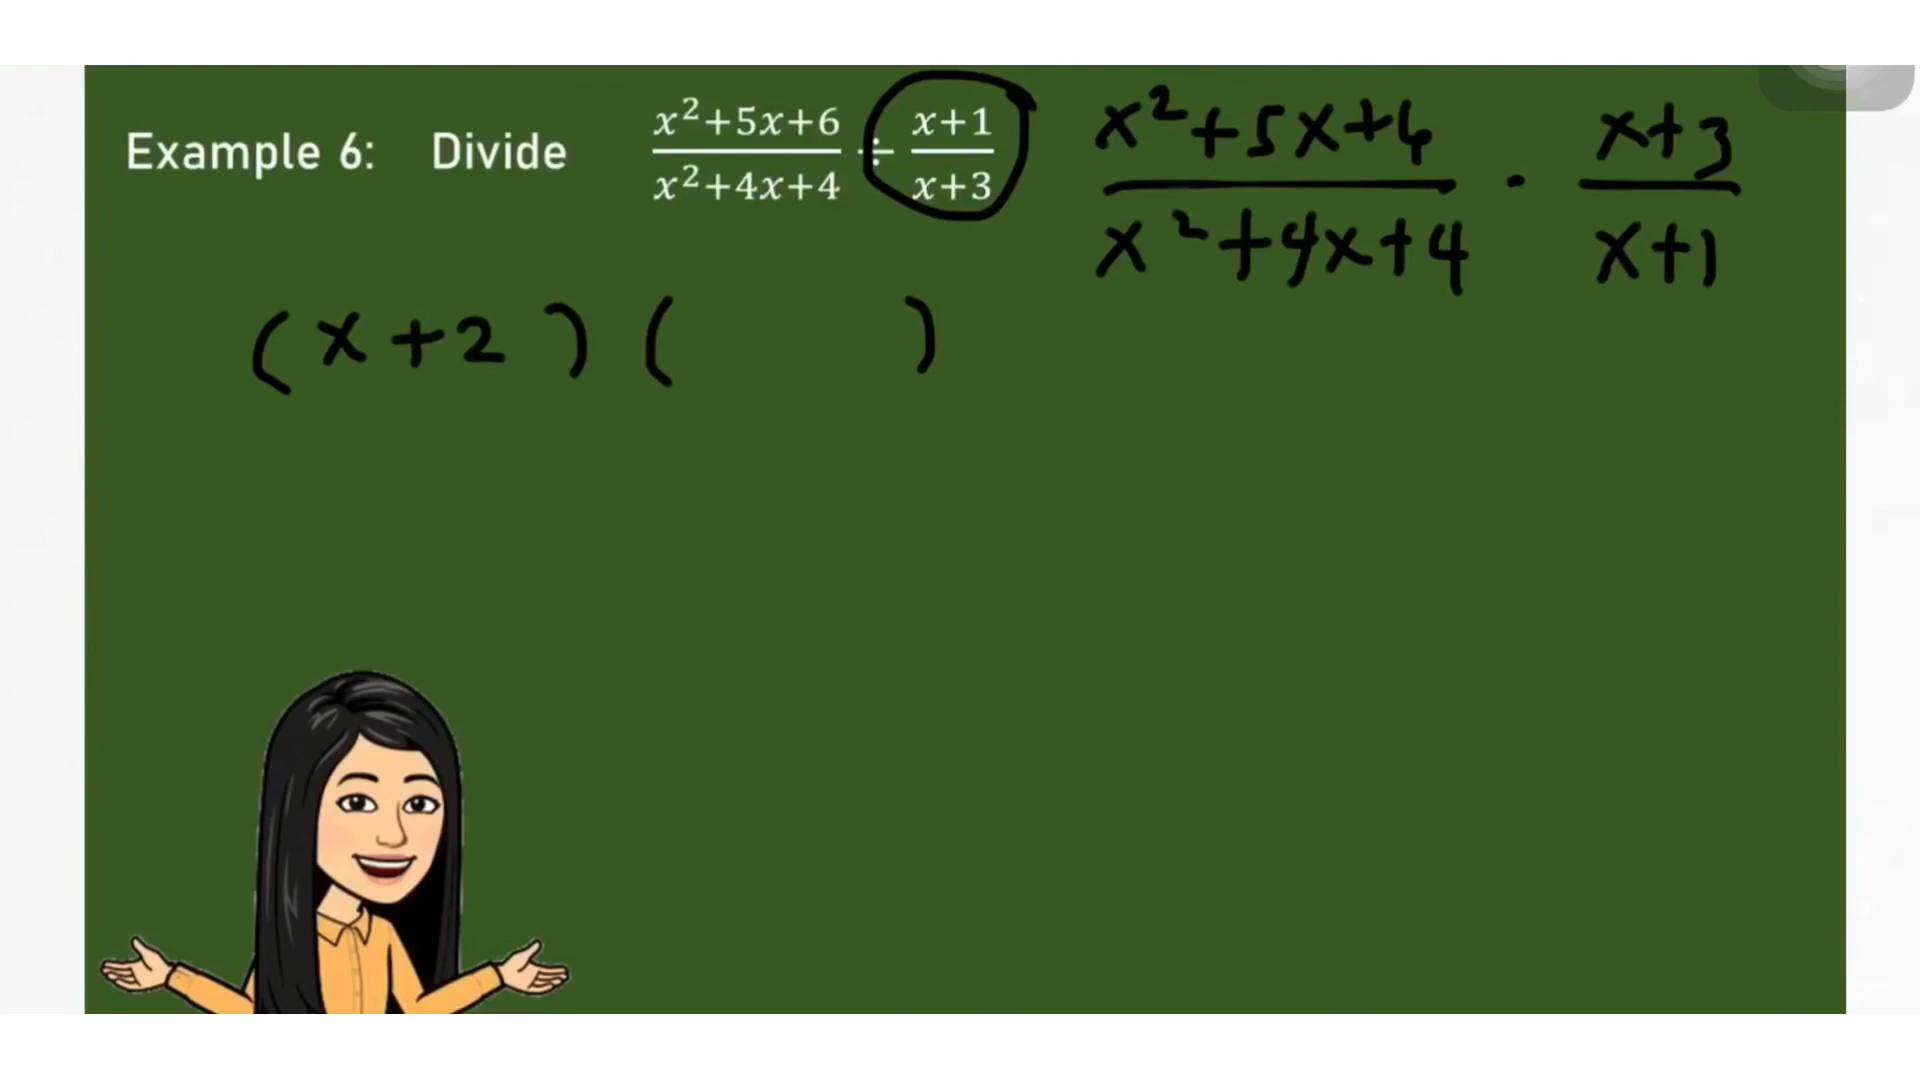 Example 6: Divide x²+5x+6 / x²+4x+4 ÷ x+1 / x+3
x²+5x+6 / x²+4x+4 · x+3 / x+1
(x+2)( )